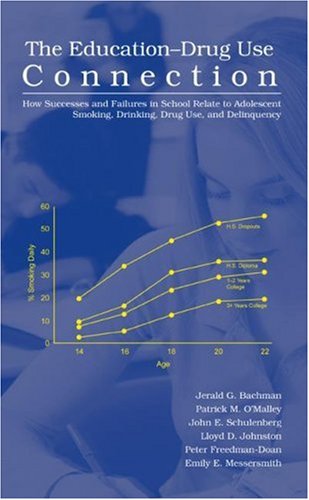 The Education–Drug Use
Connection
How Successes and Failures in School Relate to Adolescent
Smoking, Drinking, Drug Use, and Delinquency
% Smoking Daily
60
50
40
30
20
10
0
H.S. Dropouts
H.S. Diploma
1-2 Years
College
3+ Years College
14
16
18
20
22
Age
Jerald G. Bachman
Patrick M. O'Malley
John E. Schulenberg
Lloyd D. Johnston
Peter Freedman-Doan
Emily E. Messersmith